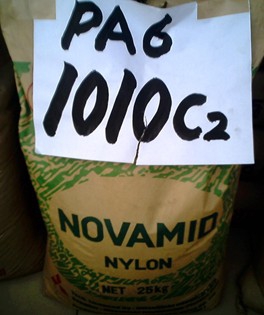 PA6
1010C2
NOVAMID
NYLON
NET 25kg